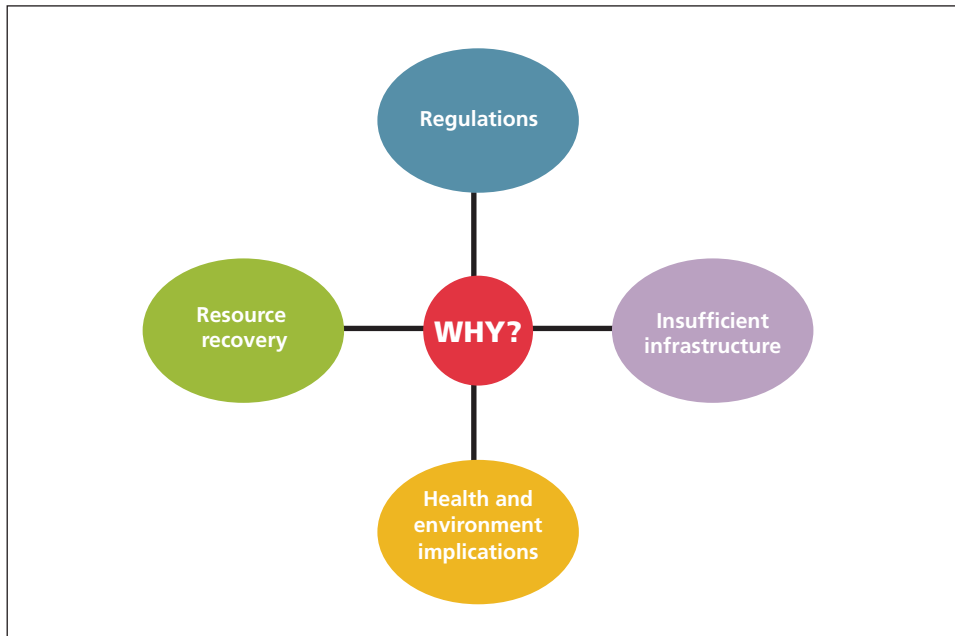 Regulations
Resource
recovery
WHY?
Insufficient
infrastructure
Health and
environment
implications